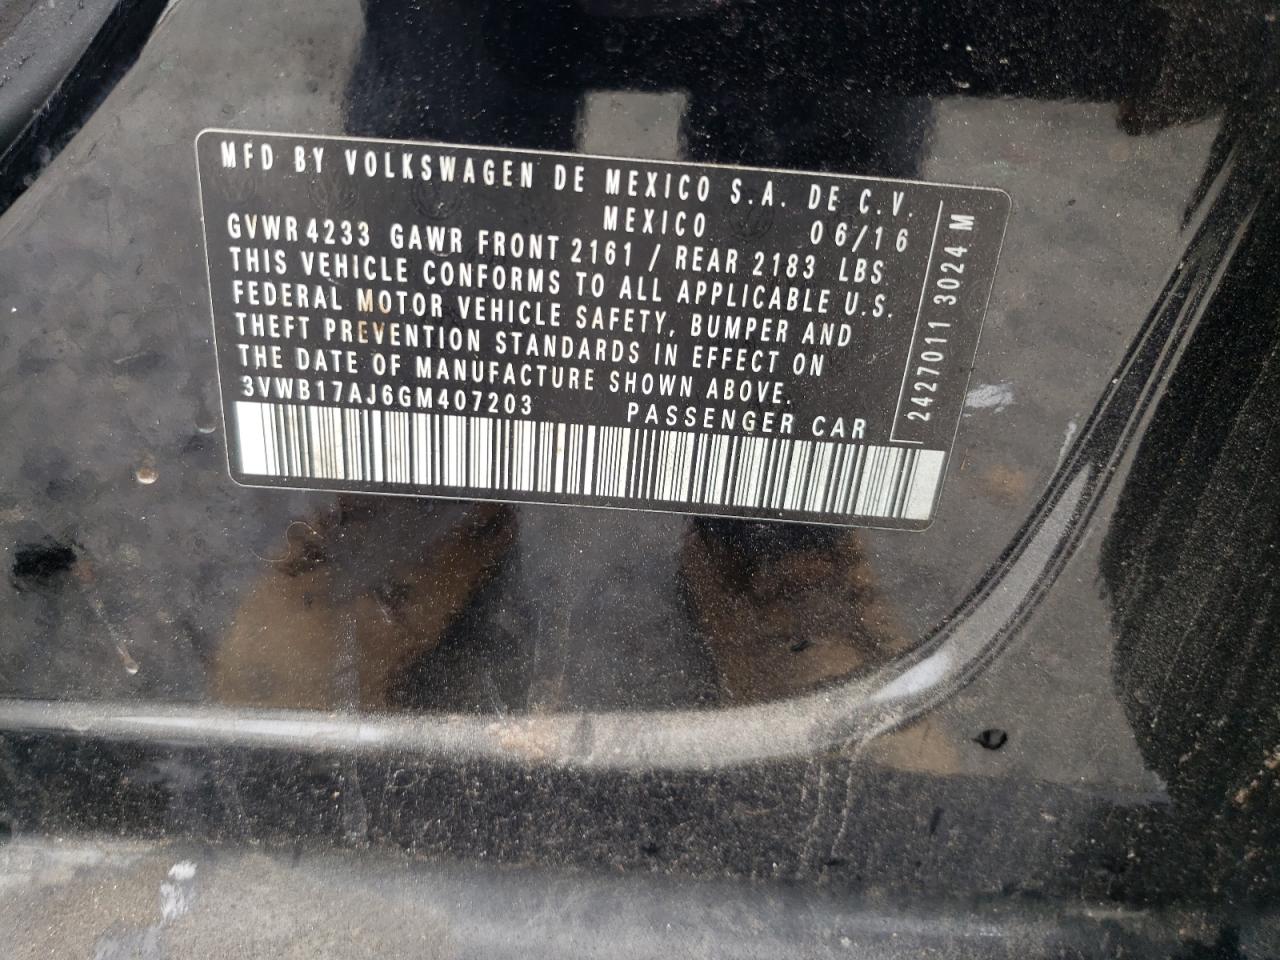 MFD BY VOLKSWAGEN DE MEXICO S.A. DE C.V.
MEXICO 06/16
GVWR 4233 GAWR FRONT 2161 / REAR 2183 LBS
THIS VEHICLE CONFORMS TO ALL APPLICABLE U.S.
FEDERAL MOTOR VEHICLE SAFETY, BUMPER AND
THEFT PREVENTION STANDARDS IN EFFECT ON
THE DATE OF MANUFACTURE SHOWN ABOVE.
3VWB17AJ6GM407203 PASSENGER CAR
2427011 3024 M